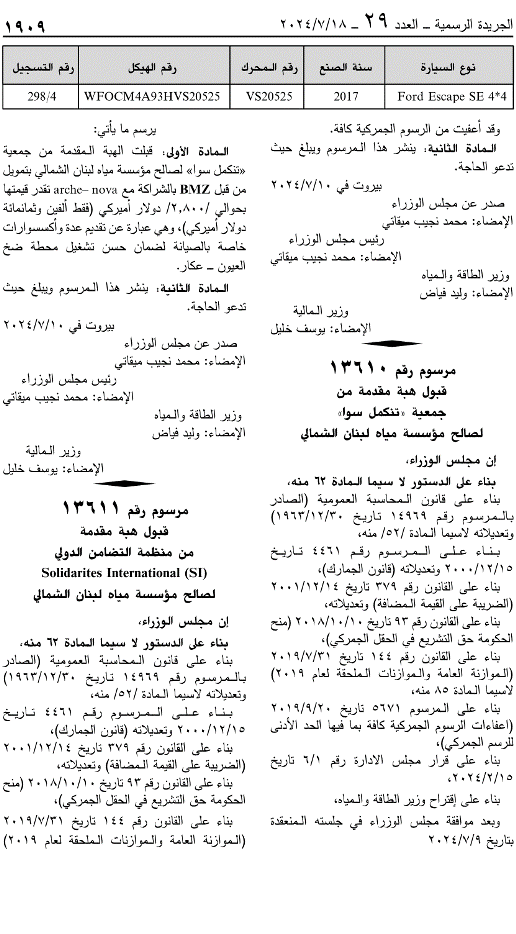 الجريدة الرسمية ــ العدد ٢٩ ــ ٢٠٢٤/٧/١٨
١٩٠٩
نوع السيارة سنة الصنع رقم المحرك رقم الهيكل رقم التسجيل
Ford Escape SE 4*4 2017 VS20525 WFOCM4A93HVS20525 298/4
وقد أعفيت من الرسوم الجمركية كافة.
المادة الثانية: ينشر هذا المرسوم ويبلغ حيث
تدعو الحاجة.
بيروت في ٢٠٢٤/٧/١٠
صدر عن مجلس الوزراء
الإمضاء: محمد نجيب ميقاتي
رئيس مجلس الوزراء
الإمضاء: محمد نجيب ميقاتي
وزير الطاقة والمياه
الإمضاء: وليد فياض
وزير المالية
الإمضاء: يوسف خليل
مرسوم رقم ١٣٦١٠
قبول هبة مقدمة من
جمعية «تنكمل سوا»
لصالح مؤسسة مياه لبنان الشمالي
إن مجلس الوزراء،
بناء على الدستور لا سيما المادة ٦٢ منه،
بناء على قانون المحاسبة العمومية (الصادر
بالمرسوم رقم ١٤٩٦٩ تاريخ ١٩٦٣/١٢/٣٠)
وتعديلاته لاسيما المادة /٥٢/ منه،
بناء على المرسوم رقم ٤٤٦١ تاريخ
٢٠٠٠/١٢/١٥ وتعديلاته (قانون الجمارك)،
بناء على القانون رقم ٣٧٩ تاريخ ٢٠٠١/١٢/١٤
(الضريبة على القيمة المضافة) وتعديلاته،
بناء على القانون رقم ٩٣ تاريخ ٢٠١٨/١٠/١٠ (منح
الحكومة حق التشريع في الحقل الجمركي)،
بناء على القانون رقم ١٤٤ تاريخ ٢٠١٩/٧/٣١
(الموازنة العامة والموازنات الملحقة لعام ٢٠١٩)
لاسيما المادة ٨٥ منه،
بناء على المرسوم ٥٦٧١ تاريخ ٢٠١٩/٩/٢٠
(اعفاءات الرسوم الجمركية كافة بما فيها الحد الأدنى
للرسم الجمركي)،
بناء على قرار مجلس الادارة رقم ٦/١ تاريخ
٢٠٢٤/٢/١٥،
بناء على إقتراح وزير الطاقة والمياه،
وبعد موافقة مجلس الوزراء في جلسته المنعقدة
بتاريخ ٢٠٢٤/٧/٩
يرسم ما يأتي:
المادة الأولى: قبلت الهبة المقدمة من جمعية
«تنكمل سوا» لصالح مؤسسة مياه لبنان الشمالي بتمويل
من قبل BMZ بالشراكة مع arche– nova تقدر قيمتها
بحوالي /٢,٨٠٠/ دولار أميركي (فقط ألفين وثمانمائة
دولار أميركي)، وهي عبارة عن تقديم عدة وأكسسوارات
خاصة بالصيانة لضمان حسن تشغيل محطة ضخ
العيون ــ عكار.
المادة الثانية: ينشر هذا المرسوم ويبلغ حيث
تدعو الحاجة.
بيروت في ٢٠٢٤/٧/١٠
صدر عن مجلس الوزراء
الإمضاء: محمد نجيب ميقاتي
رئيس مجلس الوزراء
الإمضاء: محمد نجيب ميقاتي
وزير الطاقة والمياه
الإمضاء: وليد فياض
وزير المالية
الإمضاء: يوسف خليل
مرسوم رقم ١٣٦١١
قبول هبة مقدمة
من منظمة التضامن الدولي
Solidarites International (SI)
لصالح مؤسسة مياه لبنان الشمالي
إن مجلس الوزراء،
بناء على الدستور لا سيما المادة ٦٢ منه،
بناء على قانون المحاسبة العمومية (الصادر
بالمرسوم رقم ١٤٩٦٩ تاريخ ١٩٦٣/١٢/٣٠)
وتعديلاته لاسيما المادة /٥٢/ منه،
بناء على المرسوم رقم ٤٤٦١ تاريخ
٢٠٠٠/١٢/١٥ وتعديلاته (قانون الجمارك)،
بناء على القانون رقم ٣٧٩ تاريخ ٢٠٠١/١٢/١٤
(الضريبة على القيمة المضافة) وتعديلاته،
بناء على القانون رقم ٩٣ تاريخ ٢٠١٨/١٠/١٠ (منح
الحكومة حق التشريع في الحقل الجمركي)،
بناء على القانون رقم ١٤٤ تاريخ ٢٠١٩/٧/٣١
(الموازنة العامة والموازنات الملحقة لعام ٢٠١٩)